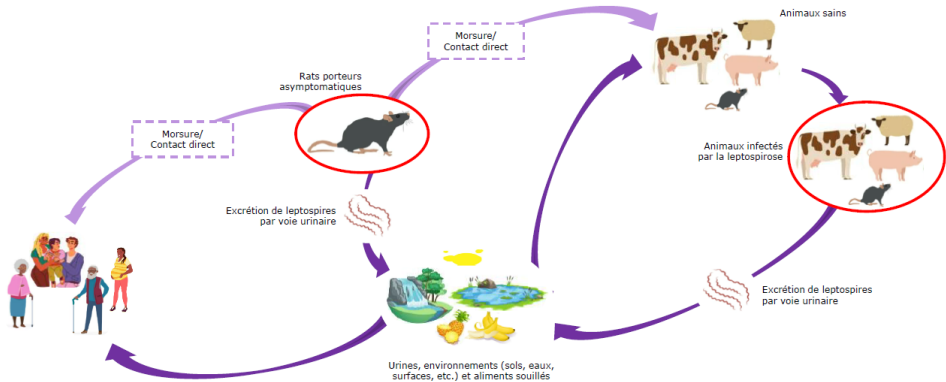 Animaux sains
Morsure/
Contact direct
Rats porteurs
asymptomatiques
Morsure/
Contact direct
Animaux infectés
par la leptospirose
Excrétion de leptospires
par voie urinaire
Excrétion de leptospires
par voie urinaire
Urines, environnements (sols, eaux,
surfaces, etc.) et aliments souillés